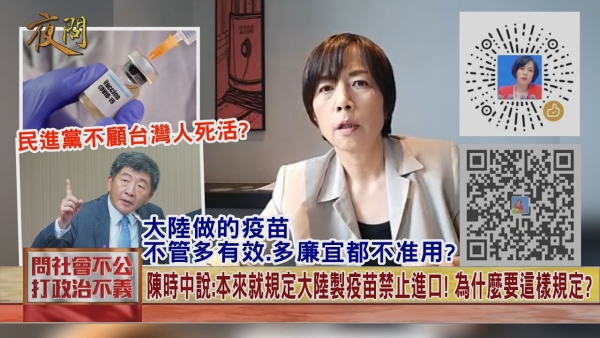 夜問
Vaccine
COVID-19
民進黨不顧台灣人死活?
大陸做的疫苗
不管多有效.多廉宜都不准用?
問社會不公
打政治不義
陳時中說:本來就規定大陸製疫苗禁止進口! 為什麼要這樣規定?